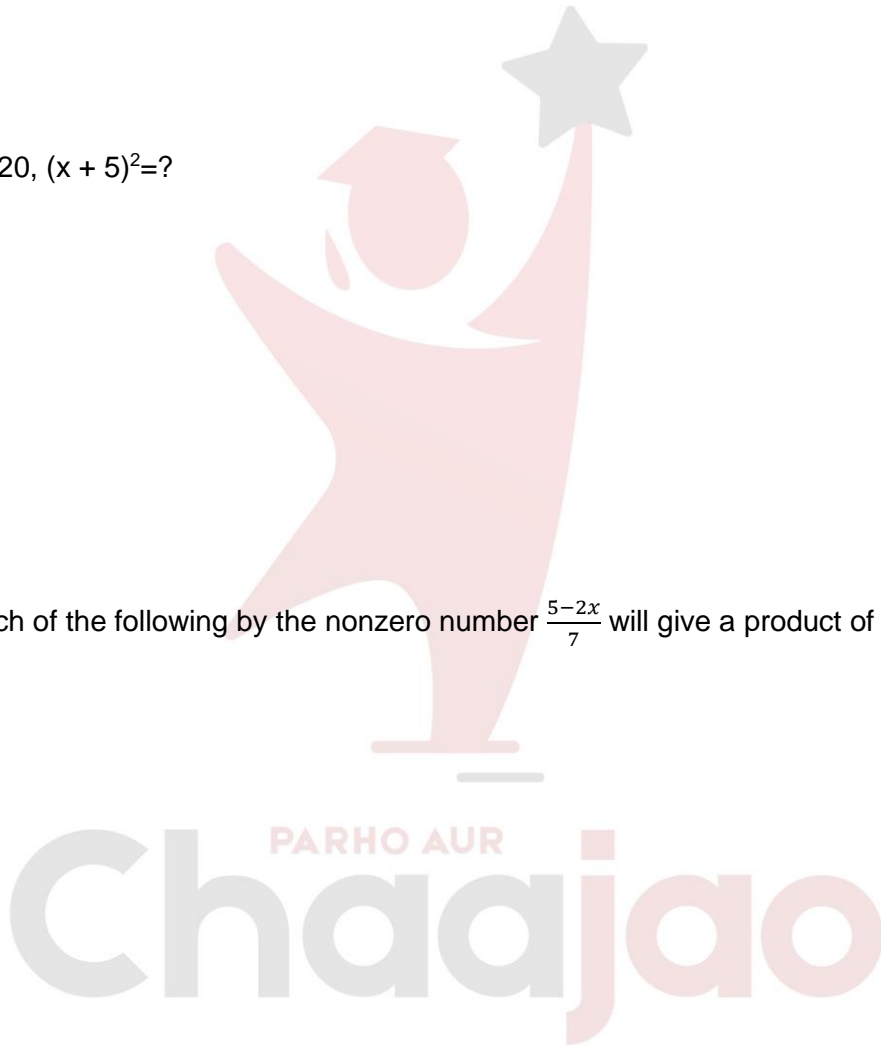 20, (x + 5)²=?
ch of the following by the nonzero number $\frac{5-2x}{7}$ will give a product of
PARHO AUR
Chaajao